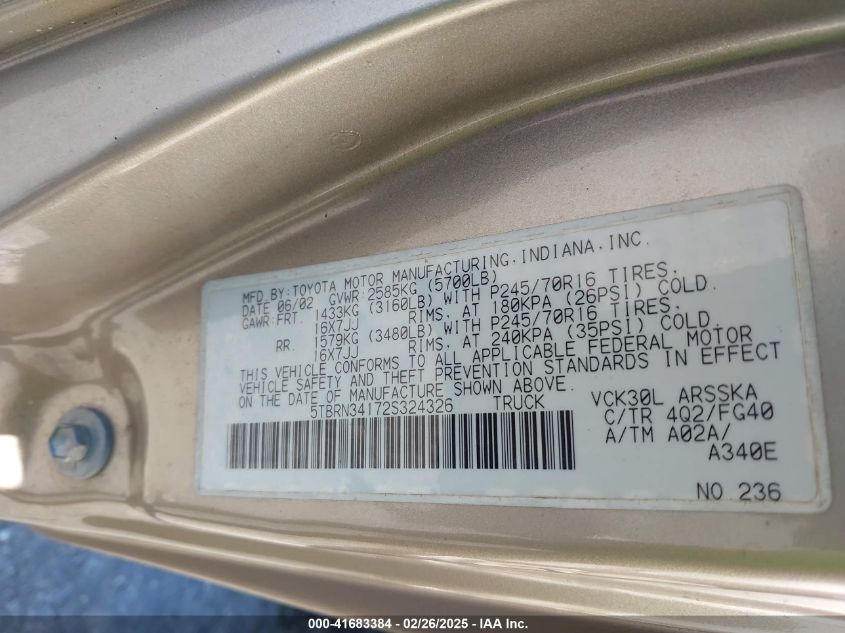 MFD.BY:TOYOTA MOTOR MANUFACTURING.INDIANA.INC.
DATE 06/02 GVWR 2585KG (5700LB)
GAWR:FRT. 1433KG (3160LB) WITH P245/70R16 TIRES.
16X7JJ RIMS. AT 180KPA (26PSI) COLD.
RR. 1579KG (3480LB) WITH P245/70R16 TIRES.
16X7JJ RIMS. AT 240KPA (35PSI) COLD.
THIS VEHICLE CONFORMS TO ALL APPLICABLE FEDERAL MOTOR
VEHICLE SAFETY AND THEFT PREVENTION STANDARDS IN EFFECT
ON THE DATE OF MANUFACTURE SHOWN ABOVE.
5TBRN34172S324326 TRUCK
VCK30L ARSSKA
C/TR 4Q2/FG40
A/TM A02A/
A340E
NO 236
000-41683384 / 02/26/2025 - IAA Inc.